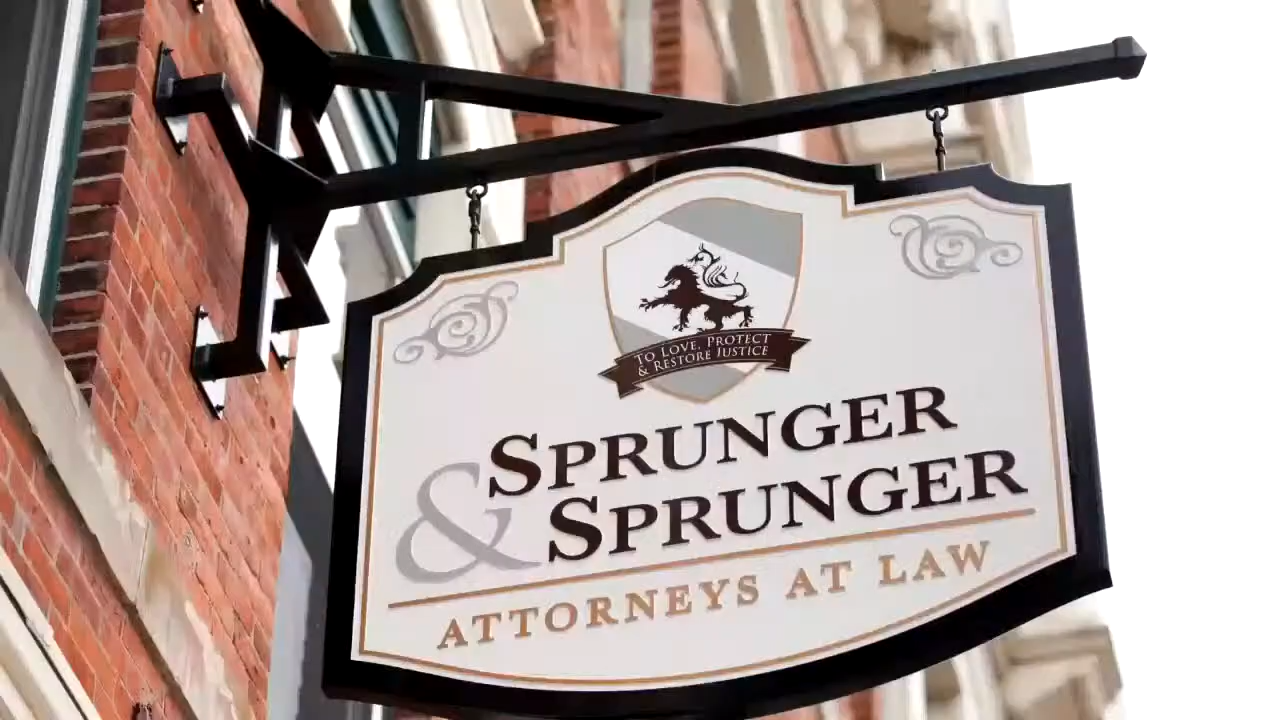 TO LOVE, PROTECT
& RESTORE JUSTICE
SPRUNGER
& SPRUNGER
ATTORNEYS AT LAW